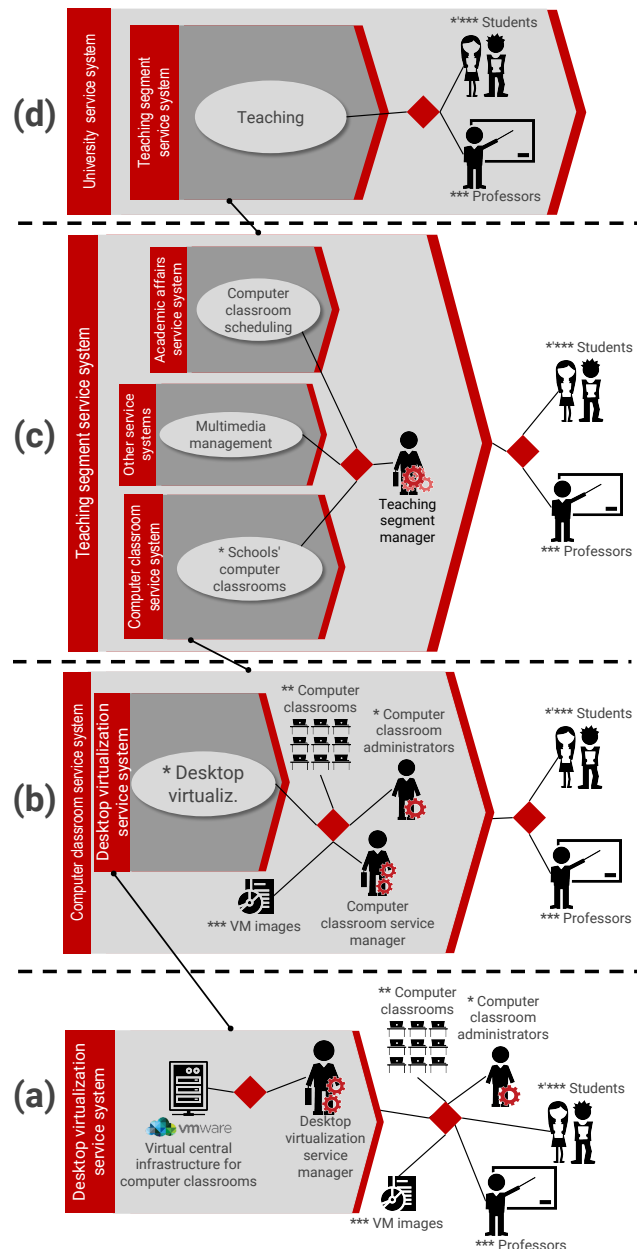 (d)
University service system
Teaching segment
service system
Teaching
*'*** Students
*** Professors
(c)
Teaching segment service system
Academic affairs
service system
Computer
classroom
scheduling
Other service
systems
Multimedia
management
Computer classroom
service system
* Schools'
computer
classrooms
Teaching
segment
manager
*'*** Students
*** Professors
(b)
Computer classroom service system
Desktop virtualization
service system
* Desktop
virtualiz.
** Computer
classrooms
* Computer
classroom
administrators
*** VM images
Computer
classroom service
manager
*'*** Students
*** Professors
(a)
Desktop virtualization
service system
vmware
Virtual central
infrastructure for
computer classrooms
Desktop
virtualization
service
manager
** Computer
classrooms
* Computer
classroom
administrators
*'*** Students
*** VM images
*** Professors